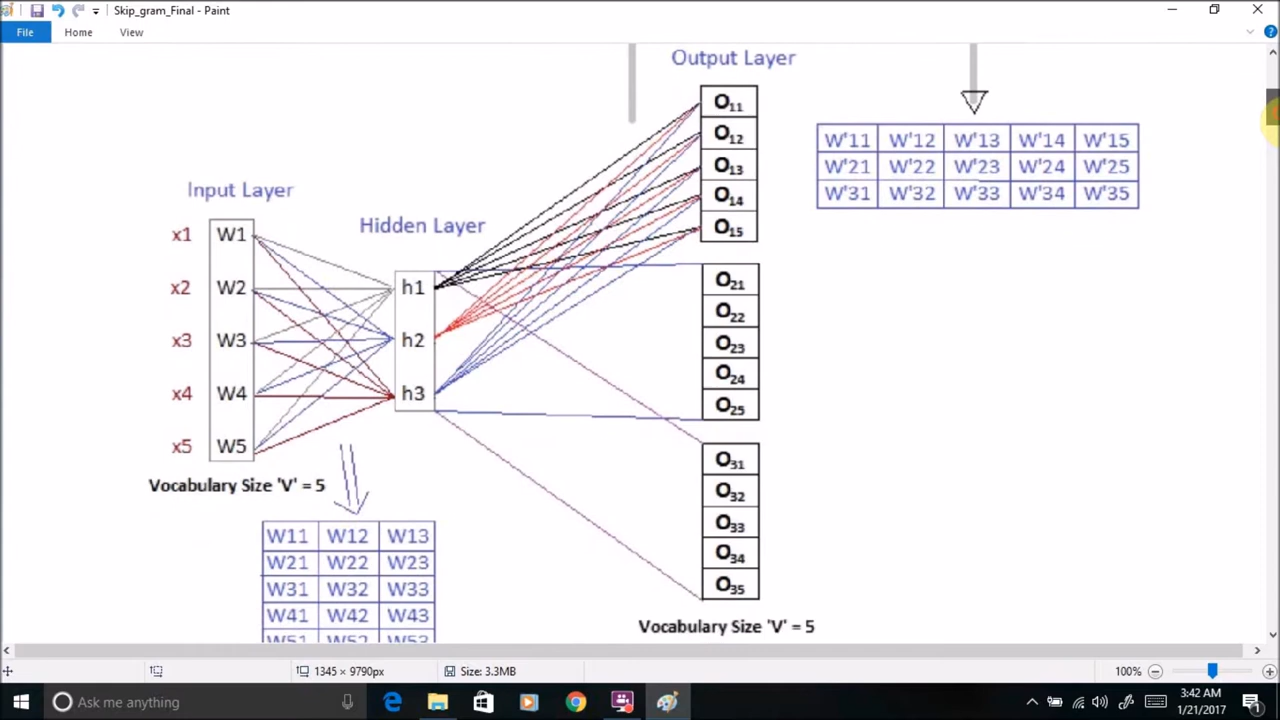 Skip_gram_Final - Paint
File Home View
Output Layer
O11
O12
O13
O14
O15
W'11 W'12 W'13 W'14 W'15
W'21 W'22 W'23 W'24 W'25
W'31 W'32 W'33 W'34 W'35
Input Layer
Hidden Layer
x1 W1
x2 W2
x3 W3
x4 W4
x5 W5
h1
h2
h3
O21
O22
O23
O24
O25
O31
O32
O33
O34
O35
Vocabulary Size 'V' = 5
W11 W12 W13
W21 W22 W23
W31 W32 W33
W41 W42 W43
W51 W52 W53
Vocabulary Size 'V' = 5
1345 × 9790px
Size: 3.3MB
100%
Ask me anything
3:42 AM
1/21/2017